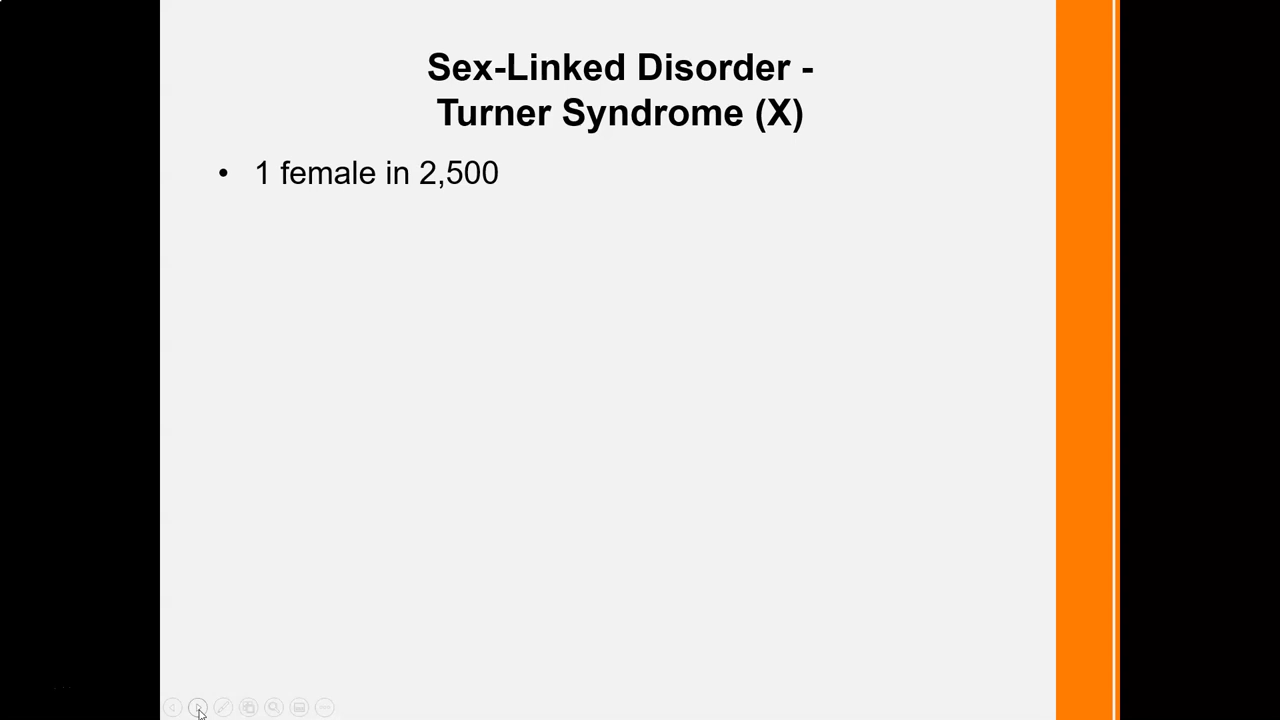 Sex-Linked Disorder -
Turner Syndrome (X)
• 1 female in 2,500